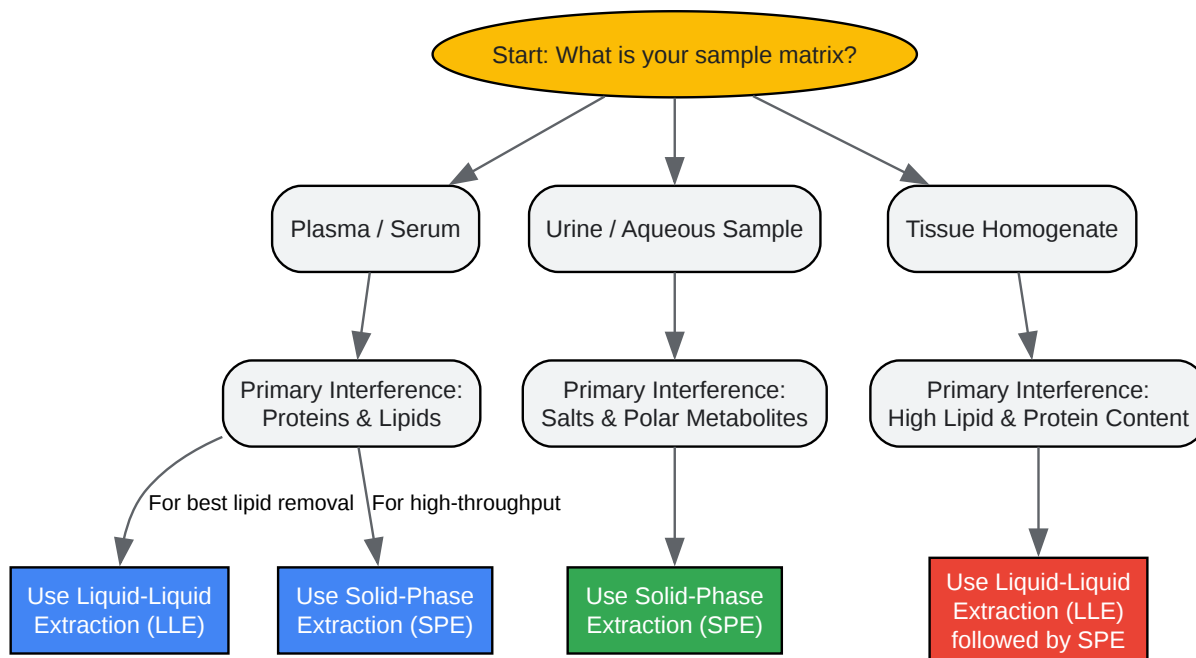 Start: What is your sample matrix?
Plasma / Serum
Urine / Aqueous Sample
Tissue Homogenate
Primary Interference:
Proteins & Lipids
Primary Interference:
Salts & Polar Metabolites
Primary Interference:
High Lipid & Protein Content
For best lipid removal
For high-throughput
Use Liquid-Liquid
Extraction (LLE)
Use Solid-Phase
Extraction (SPE)
Use Solid-Phase
Extraction (SPE)
Use Liquid-Liquid
Extraction (LLE)
followed by SPE